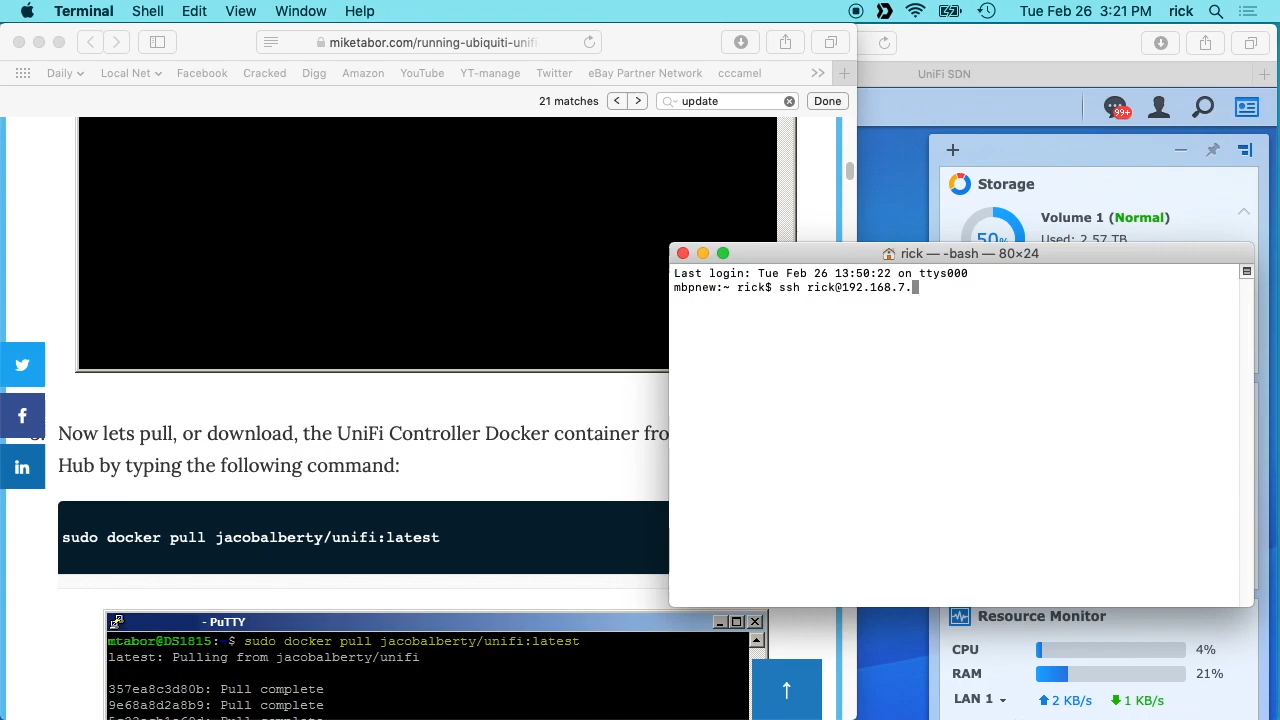 Terminal Shell Edit View Window Help
Tue Feb 26 3:21 PM rick
miketabor.com/running-ubiquiti-unifi
Daily Local Net Facebook Cracked Digg Amazon YouTube YT-manage Twitter eBay Partner Network cccamel
UniFi SDN
21 matches update Done
99+
Storage
Volume 1 (Normal)
50%
Used: 2.57 TB
rick — -bash — 80×24
Last login: Tue Feb 26 13:50:22 on ttys000
mbpnew:~ rick$ ssh rick@192.168.7.
Now lets pull, or download, the UniFi Controller Docker container fro
Hub by typing the following command:
sudo docker pull jacobalberty/unifi:latest
- PuTTY
mtabor@DS1815:~$ sudo docker pull jacobalberty/unifi:latest
latest: Pulling from jacobalberty/unifi
357ea8c3d80b: Pull complete
9e68a8d2a8b9: Pull complete
Resource Monitor
CPU 4%
RAM 21%
LAN 1 2 KB/s 1 KB/s